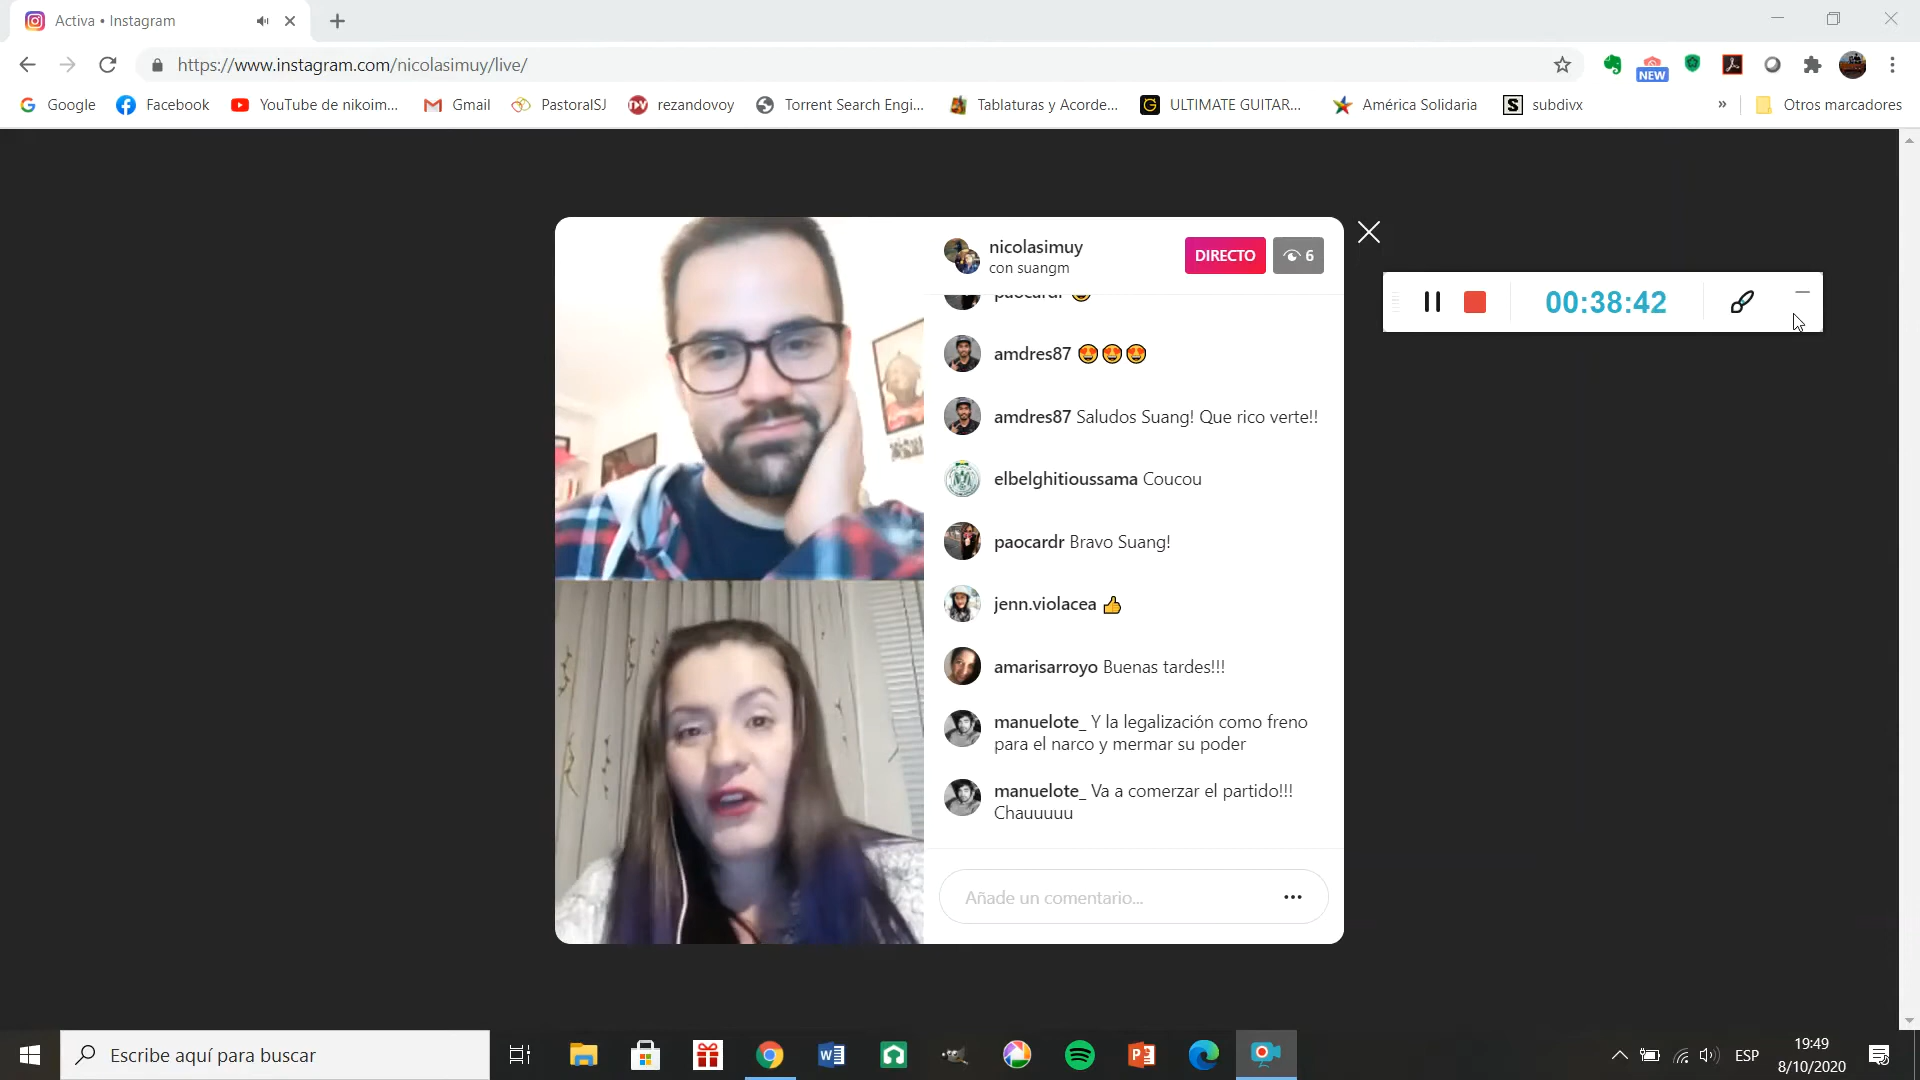 Activa • Instagram
https://www.instagram.com/nicolasimuy/live/
NEW
Google
Facebook
YouTube de nikoim...
Gmail
PastoralSJ
rezandovoy
Torrent Search Engi...
Tablaturas y Acorde...
ULTIMATE GUITAR...
América Solidaria
subdivx
»
Otros marcadores
nicolasimuy
con suangm
DIRECTO
6
paocardr
amdres87
amdres87 Saludos Suang! Que rico verte!!
elbelghitioussama Coucou
paocardr Bravo Suang!
jenn.violacea
amarisarroyo Buenas tardes!!!
manuelote_ Y la legalización como freno
para el narco y mermar su poder
manuelote_ Va a comerzar el partido!!!
Chauuuuu
Añade un comentario...
00:38:42
Escribe aquí para buscar
ESP
19:49
8/10/2020